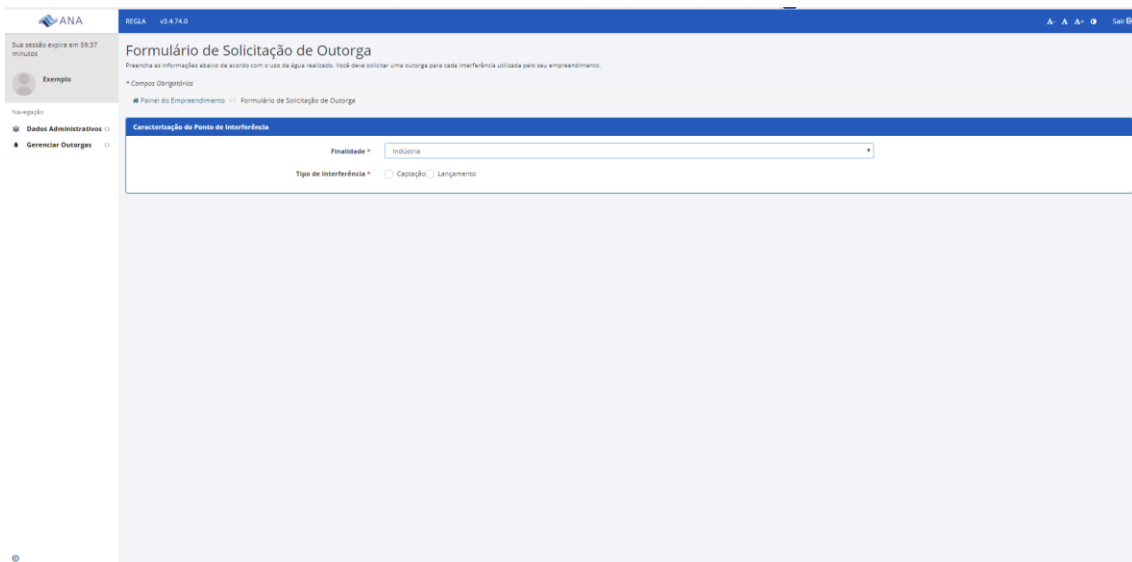 ANA
REGLA v3.4.74.0
A- A A+ Sair
Sua sessão expira em 59:37
minutos
Exemplo
Navegação
Dados Administrativos
Gerenciar Outorgas
Formulário de Solicitação de Outorga
Preencha as informações abaixo de acordo com o uso da água realizado. Você deve solicitar uma outorga para cada interferência utilizada pelo seu empreendimento.
* Campos Obrigatórios
Painel do Empreendimento >> Formulário de Solicitação de Outorga
Caracterização do Ponto de Interferência
Finalidade * Indústria
Tipo de Interferência * Captação Lançamento